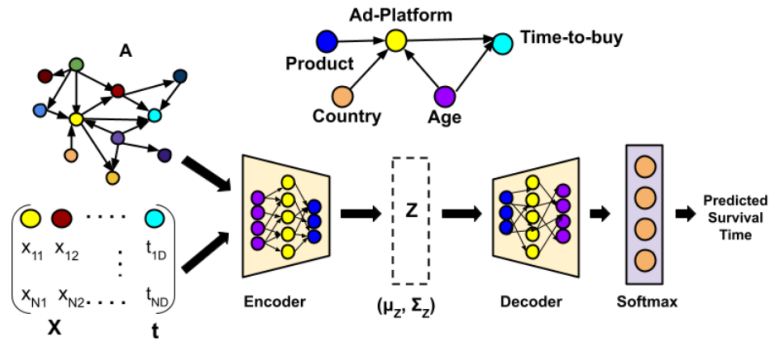 Ad-Platform
A
Time-to-buy
Product
Country
Age
x11 x12 . . . . t1D
xN1 xN2 . . . . tND
X t
Encoder
Z
(μZ, ΣZ)
Decoder
Softmax
Predicted
Survival
Time